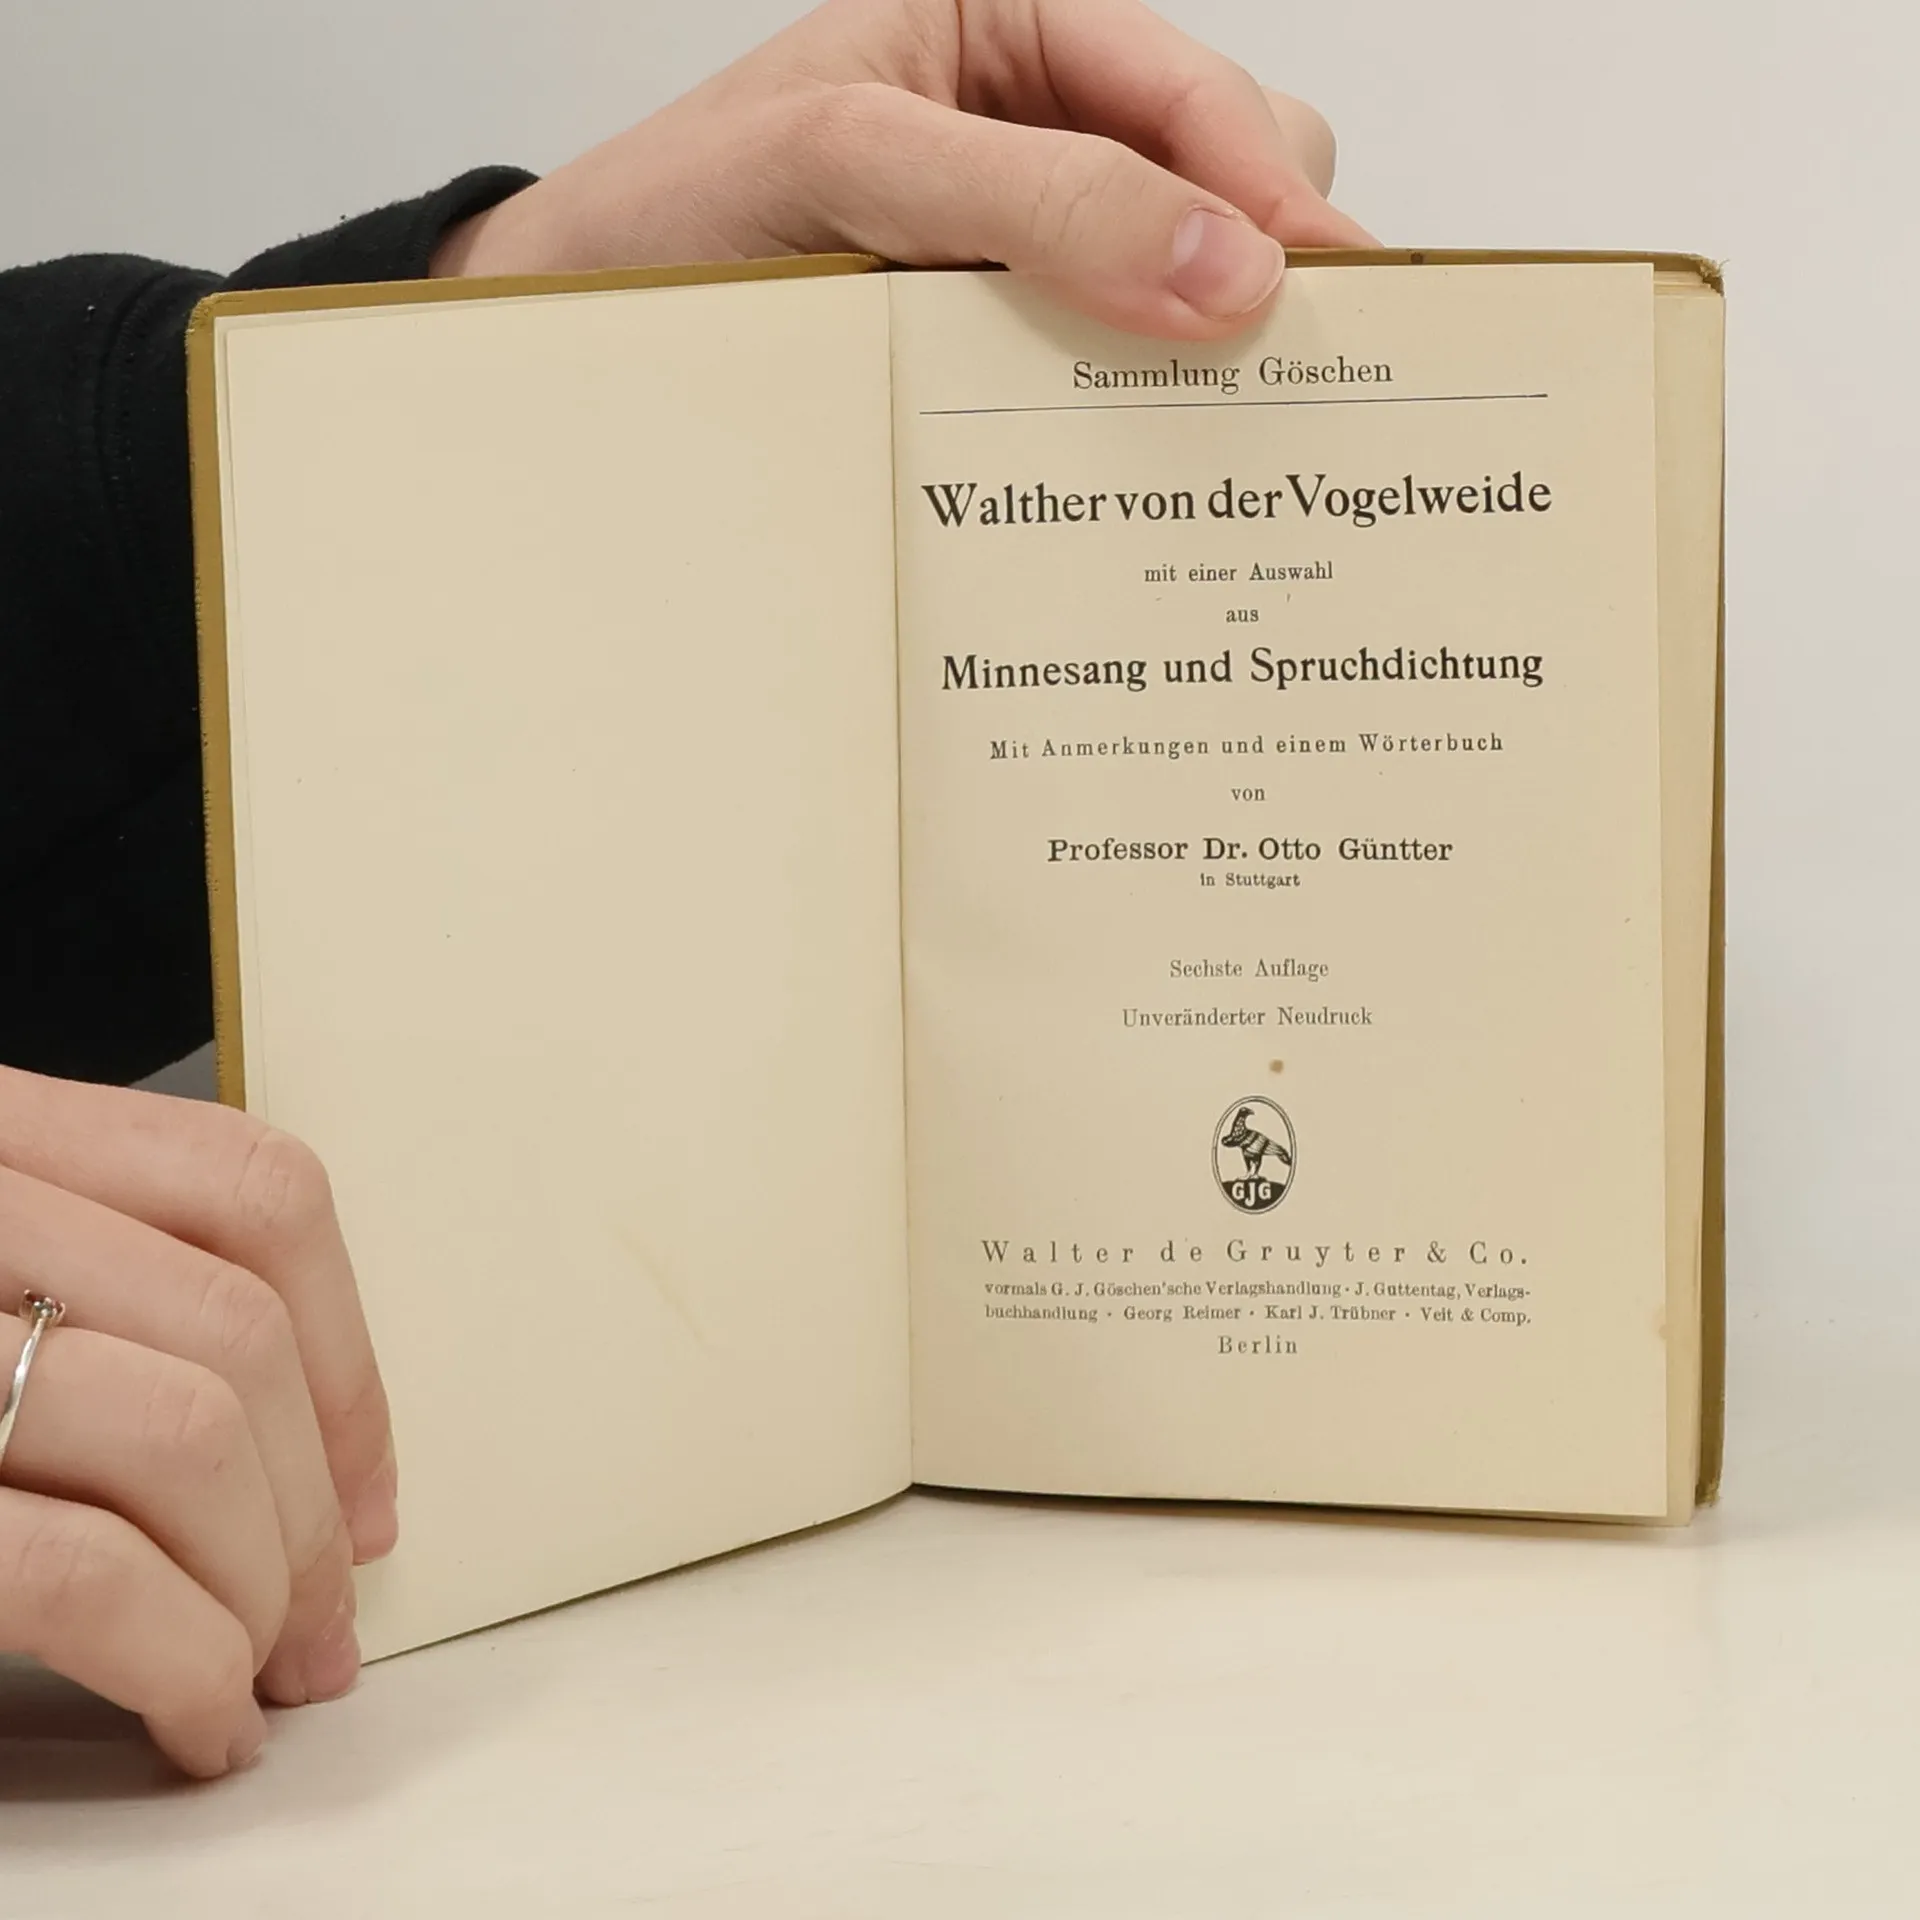 Sammlung Göschen
Walther von der Vogelweide
mit einer Auswahl
aus
Minnesang und Spruchdichtung
Mit Anmerkungen und einem Wörterbuch
von
Professor Dr. Otto Güntter
in Stuttgart
Sechste Auflage
Unveränderter Neudruck
GJG
Walter de Gruyter & Co.
vormals G. J. Göschen'sche Verlagshandlung · J. Guttentag, Verlags-
buchhandlung · Georg Reimer · Karl J. Trübner · Veit & Comp.
Berlin